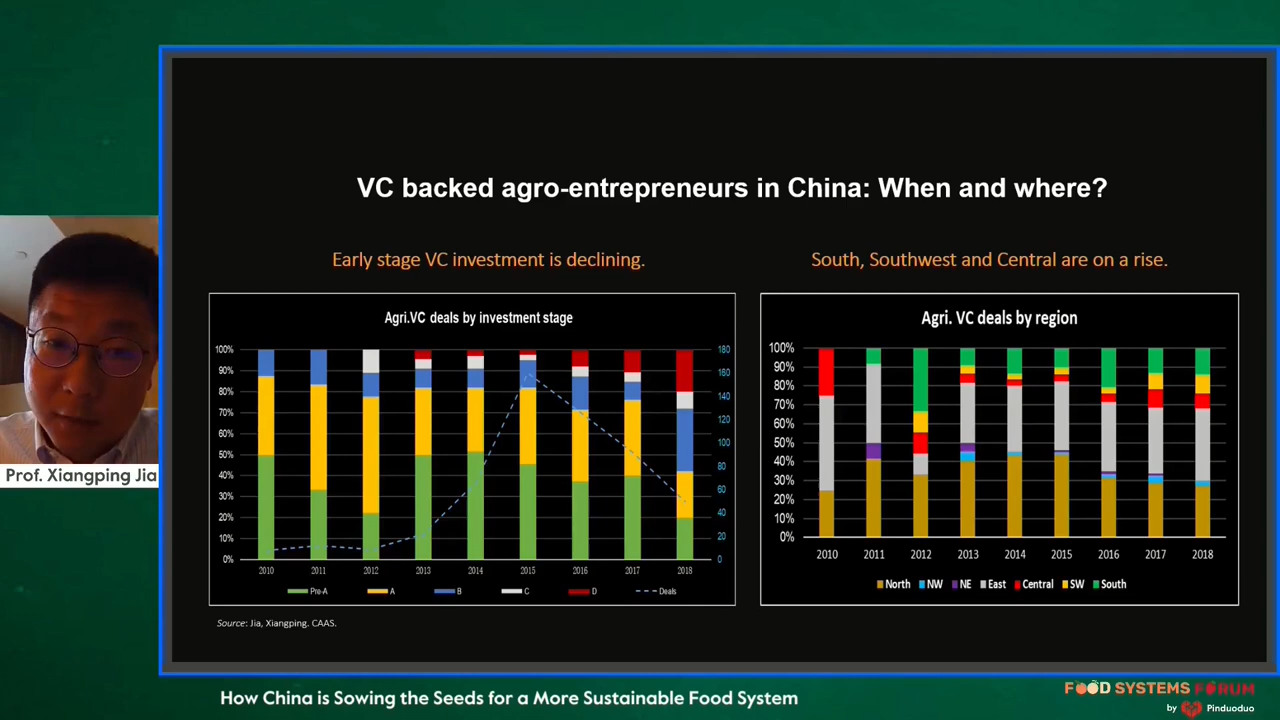 VC backed agro-entrepreneurs in China: When and where?
Early stage VC investment is declining.
South, Southwest and Central are on a rise.
Agri.VC deals by investment stage
100%
90%
80%
70%
60%
50%
40%
30%
20%
10%
0%
180
160
140
120
100
80
60
40
20
0
2010 2011 2012 2013 2014 2015 2016 2017 2018
Pre-A A B C D Deals
Agri. VC deals by region
100%
90%
80%
70%
60%
50%
40%
30%
20%
10%
0%
2010 2011 2012 2013 2014 2015 2016 2017 2018
North NW NE East Central SW South
Source: Jia, Xiangping. CAAS.
Prof. Xiangping Jia
How China is Sowing the Seeds for a More Sustainable Food System
FOOD SYSTEMS FORUM
by Pinduoduo